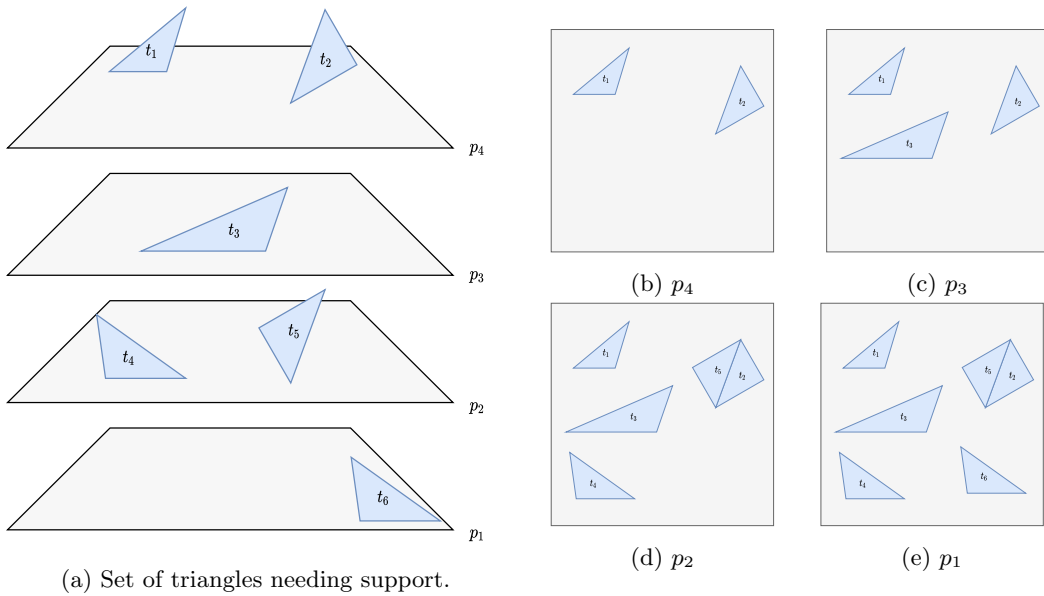 t₁
t₂
p₄
t₃
p₃
t₄
t₅
p₂
t₆
p₁
(a) Set of triangles needing support.
t₁
t₂
(b) p₄
t₁
t₂
t₃
(c) p₃
t₁
t₅
t₂
t₃
t₄
(d) p₂
t₁
t₅
t₂
t₃
t₄
t₆
(e) p₁